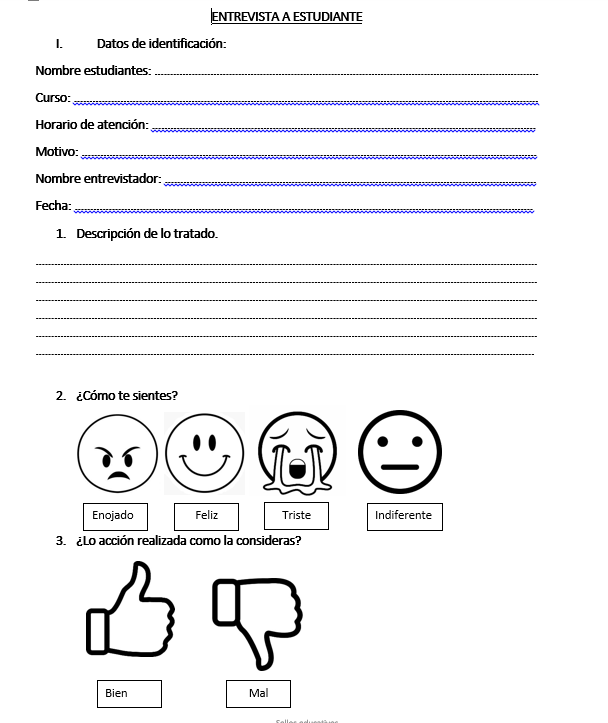 ENTREVISTA A ESTUDIANTE
I. Datos de identificación:
Nombre estudiantes:
Curso:
Horario de atención:
Motivo:
Nombre entrevistador:
Fecha:
1. Descripción de lo tratado.
2. ¿Cómo te sientes?
Enojado Feliz Triste Indiferente
3. ¿Lo acción realizada como la consideras?
Bien Mal